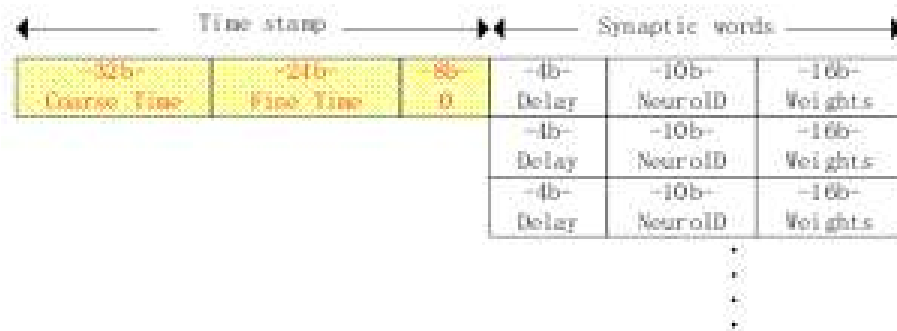 Time stamp Synaptic words
-32b- -24b- -8b- -4b- -10b- -16b-
Coarse Time Fine Time 0 Delay NeuroID Weights
-4b- -10b- -16b-
Delay NeuroID Weights
-4b- -10b- -16b-
Delay NeuroID Weights